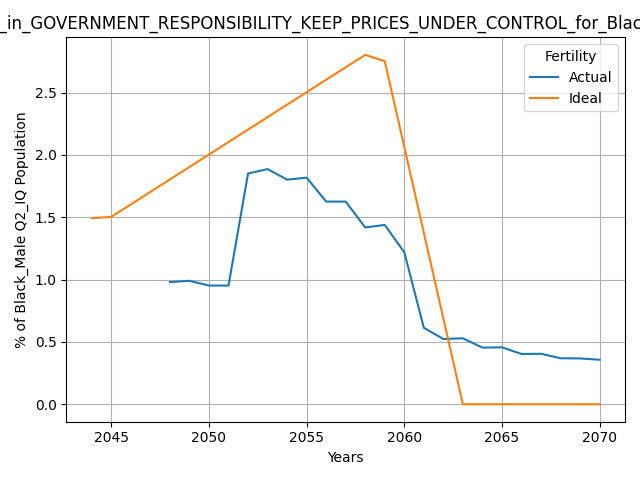 _in_GOVERNMENT_RESPONSIBILITY_KEEP_PRICES_UNDER_CONTROL_for_Blac
Fertility
Actual
Ideal
% of Black_Male Q2_IQ Population
2.5
2.0
1.5
1.0
0.5
0.0
2045 2050 2055 2060 2065 2070
Years